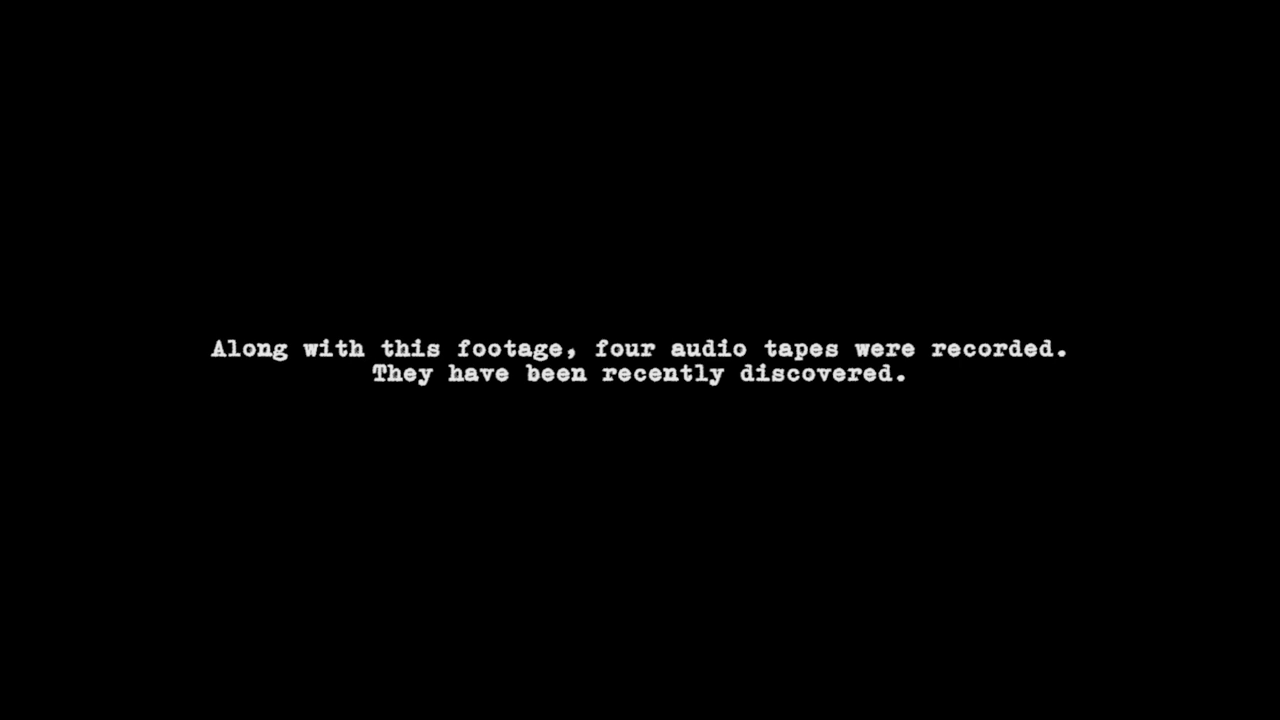 Along with this footage, four audio tapes were recorded.
They have been recently discovered.